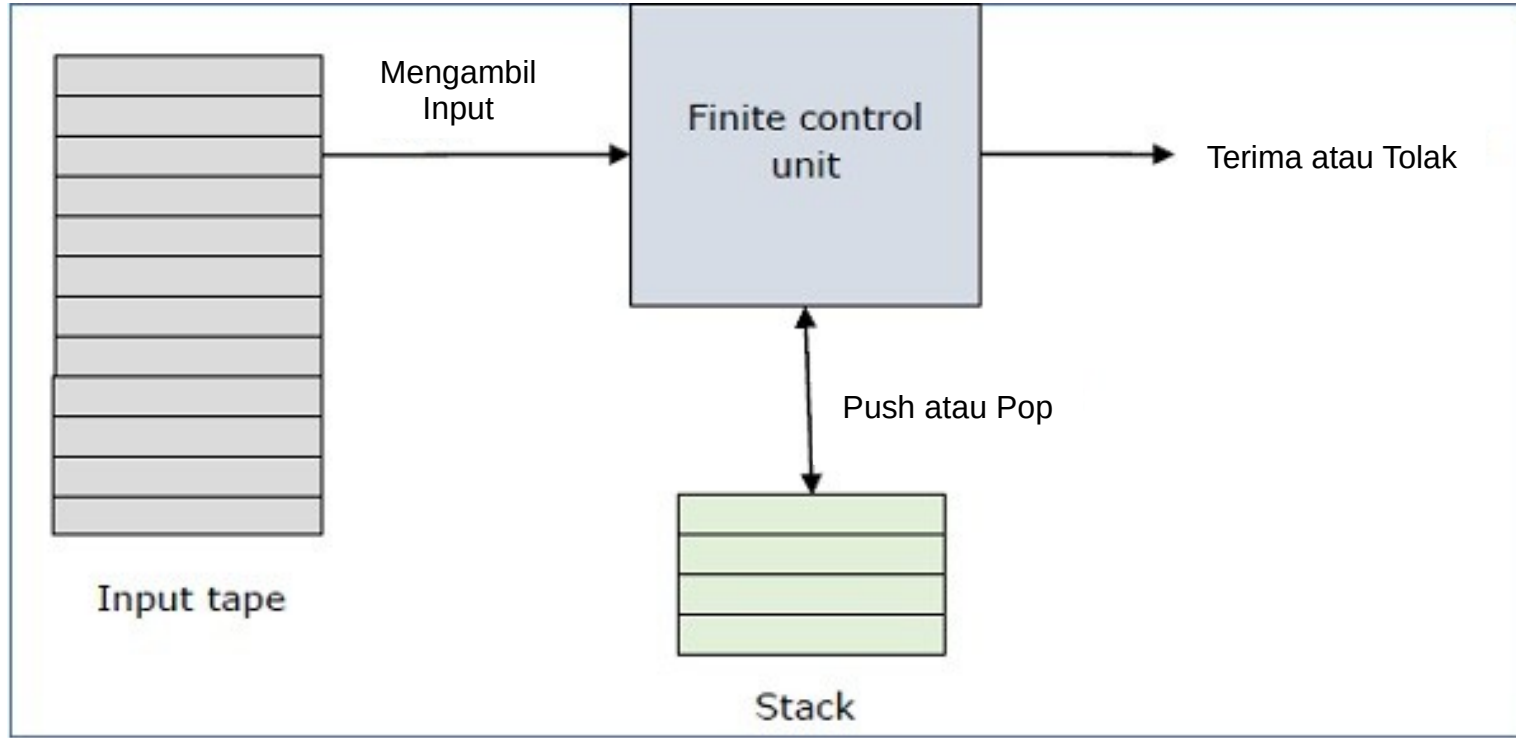 Mengambil
Input
Finite control
unit
Terima atau Tolak
Push atau Pop
Input tape
Stack